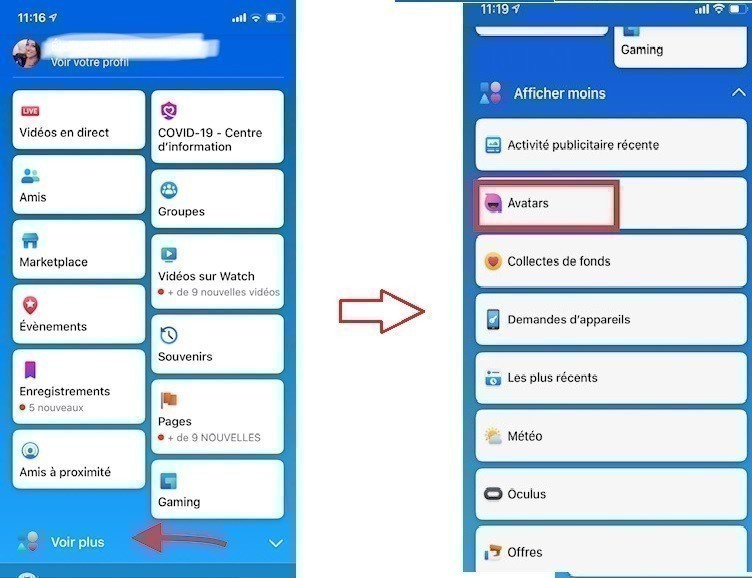 11:16
Voir votre profil
LIVE
Vidéos en direct
COVID-19 - Centre
d'information
Amis
Groupes
Marketplace
Vidéos sur Watch
+ de 9 nouvelles vidéos
Évènements
Souvenirs
Enregistrements
5 nouveaux
Pages
+ de 9 NOUVELLES
Amis à proximité
Gaming
Voir plus
11:19
Gaming
Afficher moins
Activité publicitaire récente
Avatars
Collectes de fonds
Demandes d'appareils
Les plus récents
Météo
Oculus
Offres